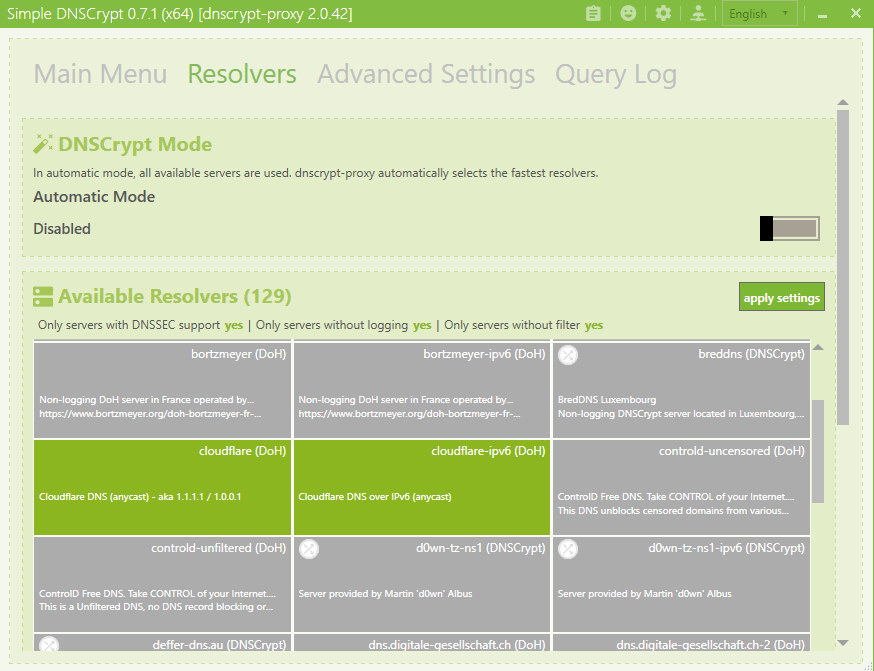 Simple DNSCrypt 0.7.1 (x64) [dnscrypt-proxy 2.0.42]
English
Main Menu Resolvers Advanced Settings Query Log
DNSCrypt Mode
In automatic mode, all available servers are used. dnscrypt-proxy automatically selects the fastest resolvers.
Automatic Mode
Disabled
Available Resolvers (129)
apply settings
Only servers with DNSSEC support yes | Only servers without logging yes | Only servers without filter yes
bortzmeyer (DoH)
Non-logging DoH server in France operated by...
https://www.bortzmeyer.org/doh-bortzmeyer-fr-...
bortzmeyer-ipv6 (DoH)
Non-logging DoH server in France operated by...
https://www.bortzmeyer.org/doh-bortzmeyer-fr-...
breddns (DNSCrypt)
BredDNS Luxembourg
Non-logging DNSCrypt server located in Luxembourg,...
cloudflare (DoH)
Cloudflare DNS (anycast) - aka 1.1.1.1 / 1.0.0.1
cloudflare-ipv6 (DoH)
Cloudflare DNS over IPv6 (anycast)
controld-uncensored (DoH)
ControlD Free DNS. Take CONTROL of your Internet....
This DNS unblocks censored domains from various...
controld-unfiltered (DoH)
ControlD Free DNS. Take CONTROL of your Internet....
This is a Unfiltered DNS, no DNS record blocking or...
d0wn-tz-ns1 (DNSCrypt)
Server provided by Martin 'd0wn' Albus
d0wn-tz-ns1-ipv6 (DNSCrypt)
Server provided by Martin 'd0wn' Albus
deffer-dns.au (DNSCrypt)
dns.digitale-gesellschaft.ch (DoH)
dns.digitale-gesellschaft.ch-2 (DoH)